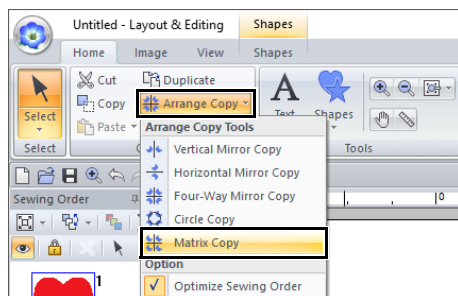 Untitled - Layout & Editing
Shapes
Home Image View Shapes
Cut Duplicate
Copy Arrange Copy
Paste
Select
Text Shapes
Select Tools
Arrange Copy Tools
Vertical Mirror Copy
Horizontal Mirror Copy
Four-Way Mirror Copy
Circle Copy
Matrix Copy
Option
Optimize Sewing Order
Sewing Order
0
1